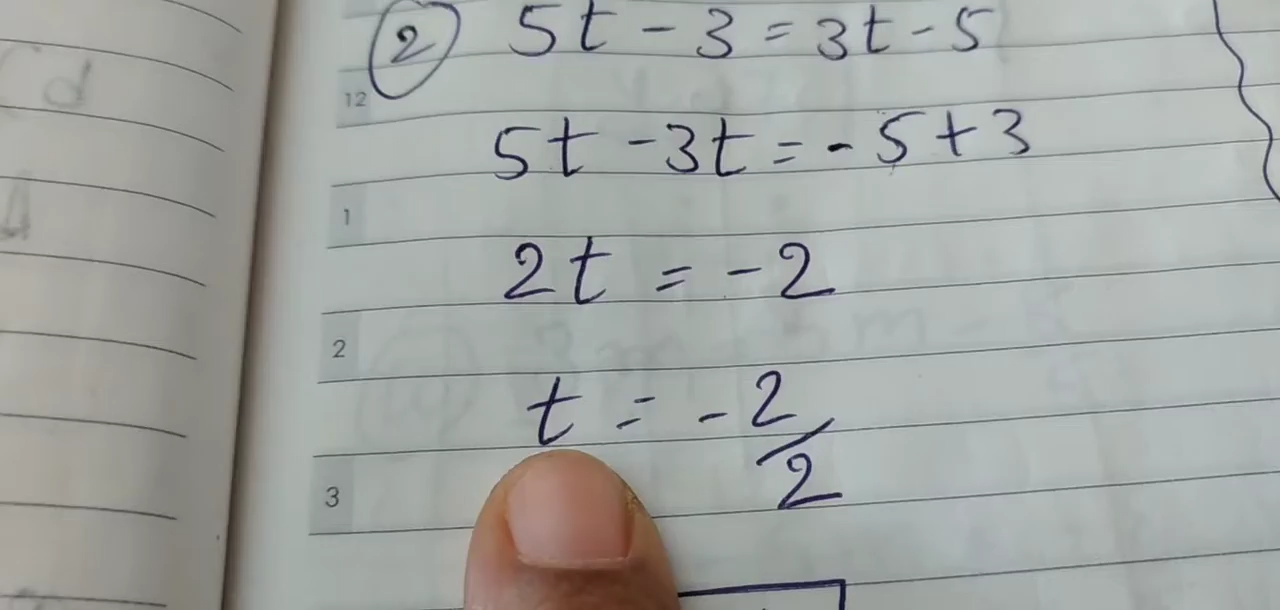 ② 5t - 3 = 3t - 5
12
5t - 3t = - 5 + 3
1
2t = - 2
2
t = - 2/2
3
d